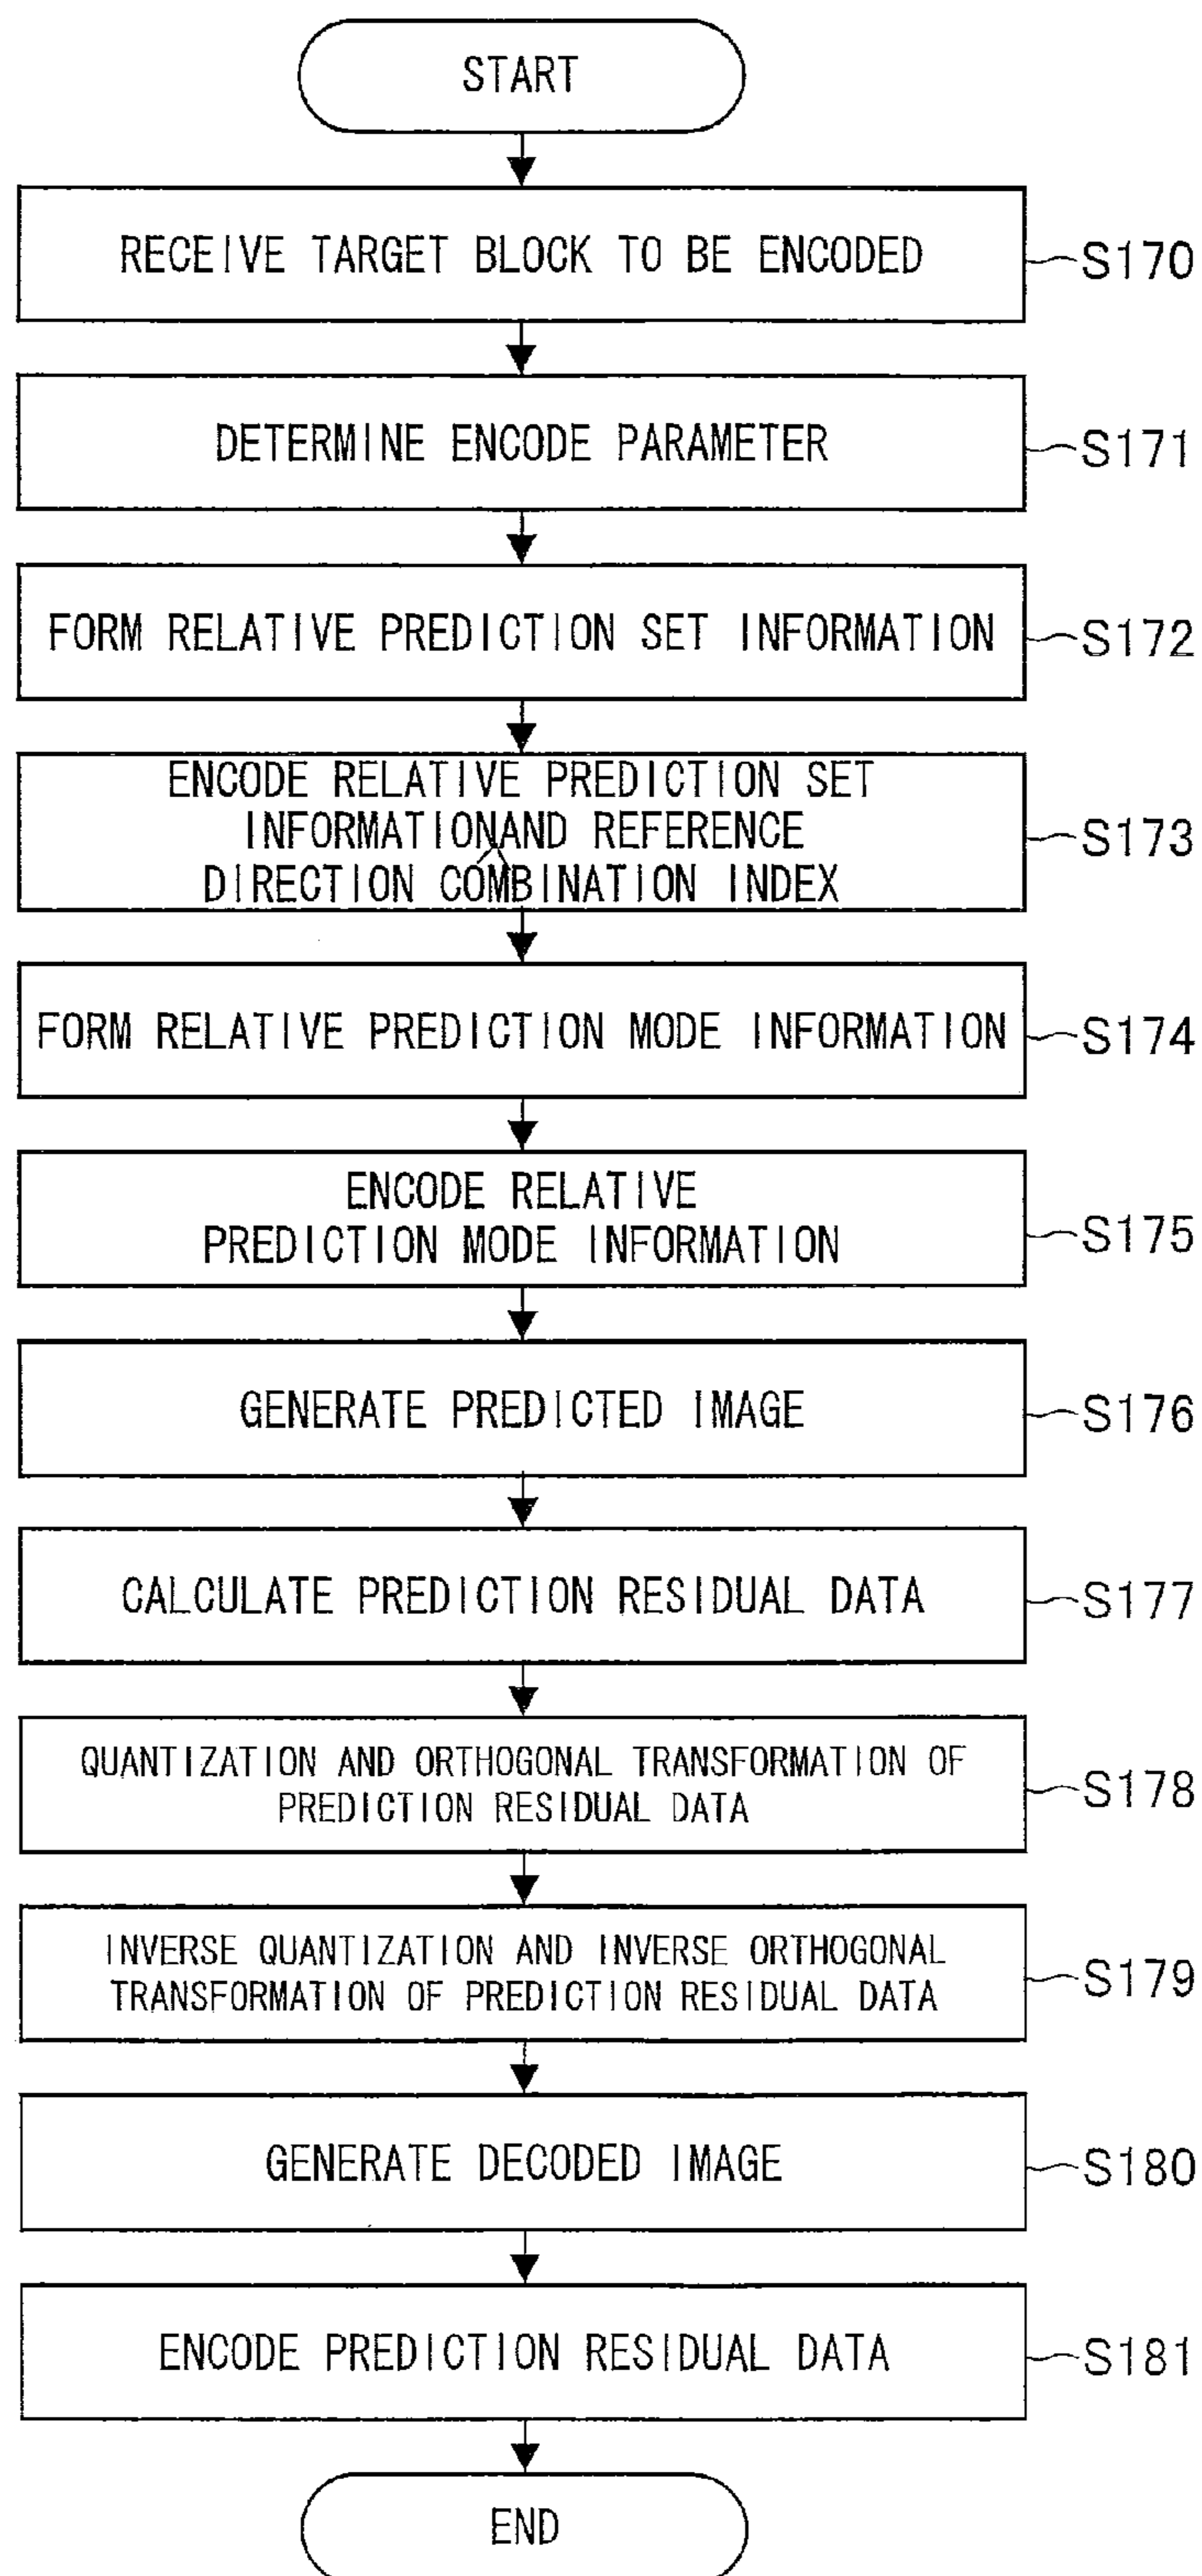 START
RECEIVE TARGET BLOCK TO BE ENCODED
S170
DETERMINE ENCODE PARAMETER
S171
FORM RELATIVE PREDICTION SET INFORMATION
S172
ENCODE RELATIVE PREDICTION SET
INFORMATIONAND REFERENCE
DIRECTION COMBINATION INDEX
S173
FORM RELATIVE PREDICTION MODE INFORMATION
S174
ENCODE RELATIVE
PREDICTION MODE INFORMATION
S175
GENERATE PREDICTED IMAGE
S176
CALCULATE PREDICTION RESIDUAL DATA
S177
QUANTIZATION AND ORTHOGONAL TRANSFORMATION OF
PREDICTION RESIDUAL DATA
S178
INVERSE QUANTIZATION AND INVERSE ORTHOGONAL
TRANSFORMATION OF PREDICTION RESIDUAL DATA
S179
GENERATE DECODED IMAGE
S180
ENCODE PREDICTION RESIDUAL DATA
S181
END